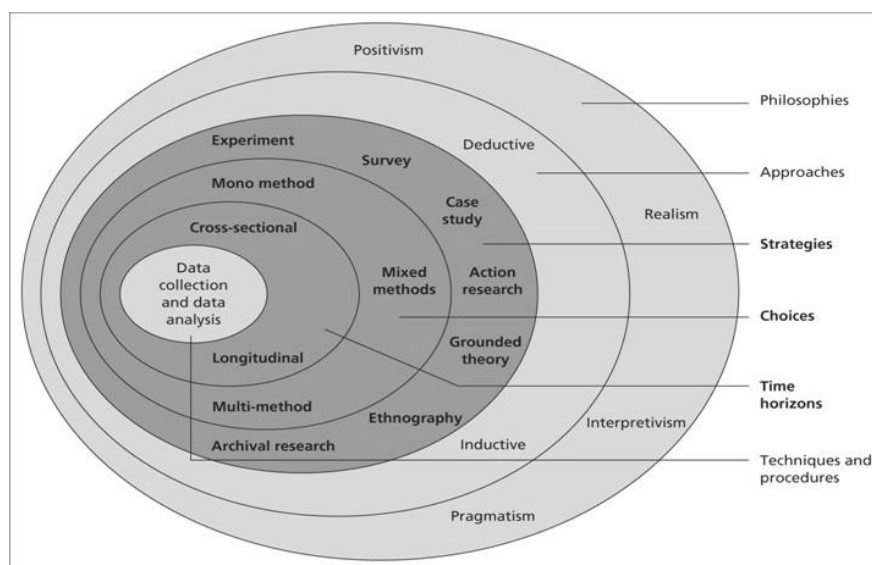 Positivism
Philosophies
Experiment
Deductive
Survey
Approaches
Mono method
Case
study
Realism
Cross-sectional
Strategies
Data
collection
and data
analysis
Mixed
methods
Action
research
Choices
Grounded
theory
Longitudinal
Time
horizons
Multi-method
Ethnography
Interpretivism
Archival research
Inductive
Techniques and
procedures
Pragmatism